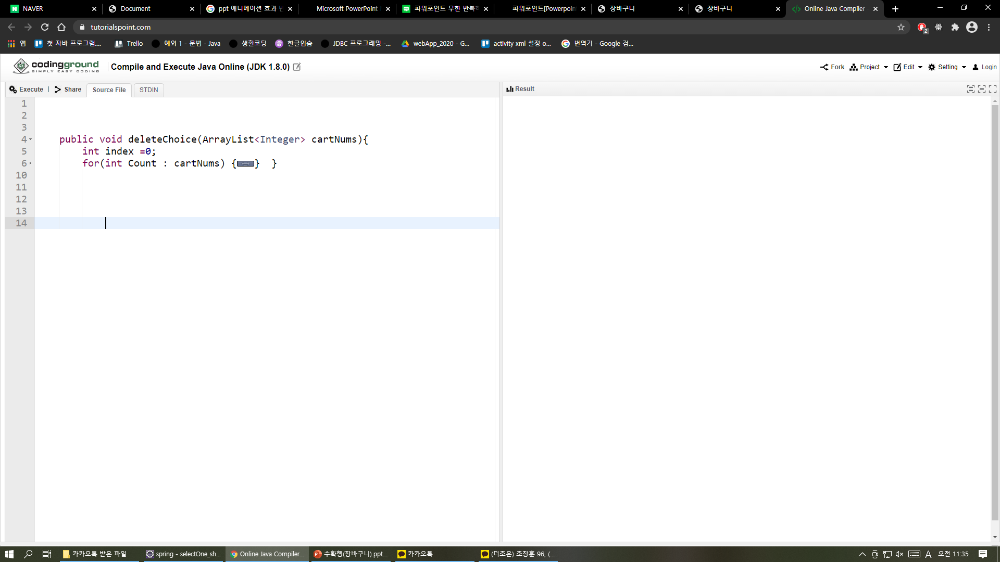 NAVER
Document
ppt 애니메이션 효과 반
Microsoft PowerPoint
파워포인트 무한 반복하
파워포인트[Powerpoin
장바구니
장바구니
Online Java Compiler
tutorialspoint.com
2
앱
첫 자바 프로그램....
Trello
예외 1 - 문법 - Java
생활코딩
한글입숨
JDBC 프로그래밍 -...
webApp_2020 - G...
activity xml 설정 o...
번역기 - Google 검...
codingground
SIMPLY EASY CODING
Compile and Execute Java Online (JDK 1.8.0)
Fork
Project
Edit
Setting
Login
Execute | Share
Source File
STDIN
Result
1
2
3
4 public void deleteChoice(ArrayList<Integer> cartNums){
5 int index =0;
6 for(int Count : cartNums) {} }
10
11
12
13
14
카카오톡 받은 파일
spring - selectOne_sh...
Online Java Compiler...
수확행(장바구니).ppt...
카카오톡
(더조은) 조장훈 96, (...
A
오전 11:35